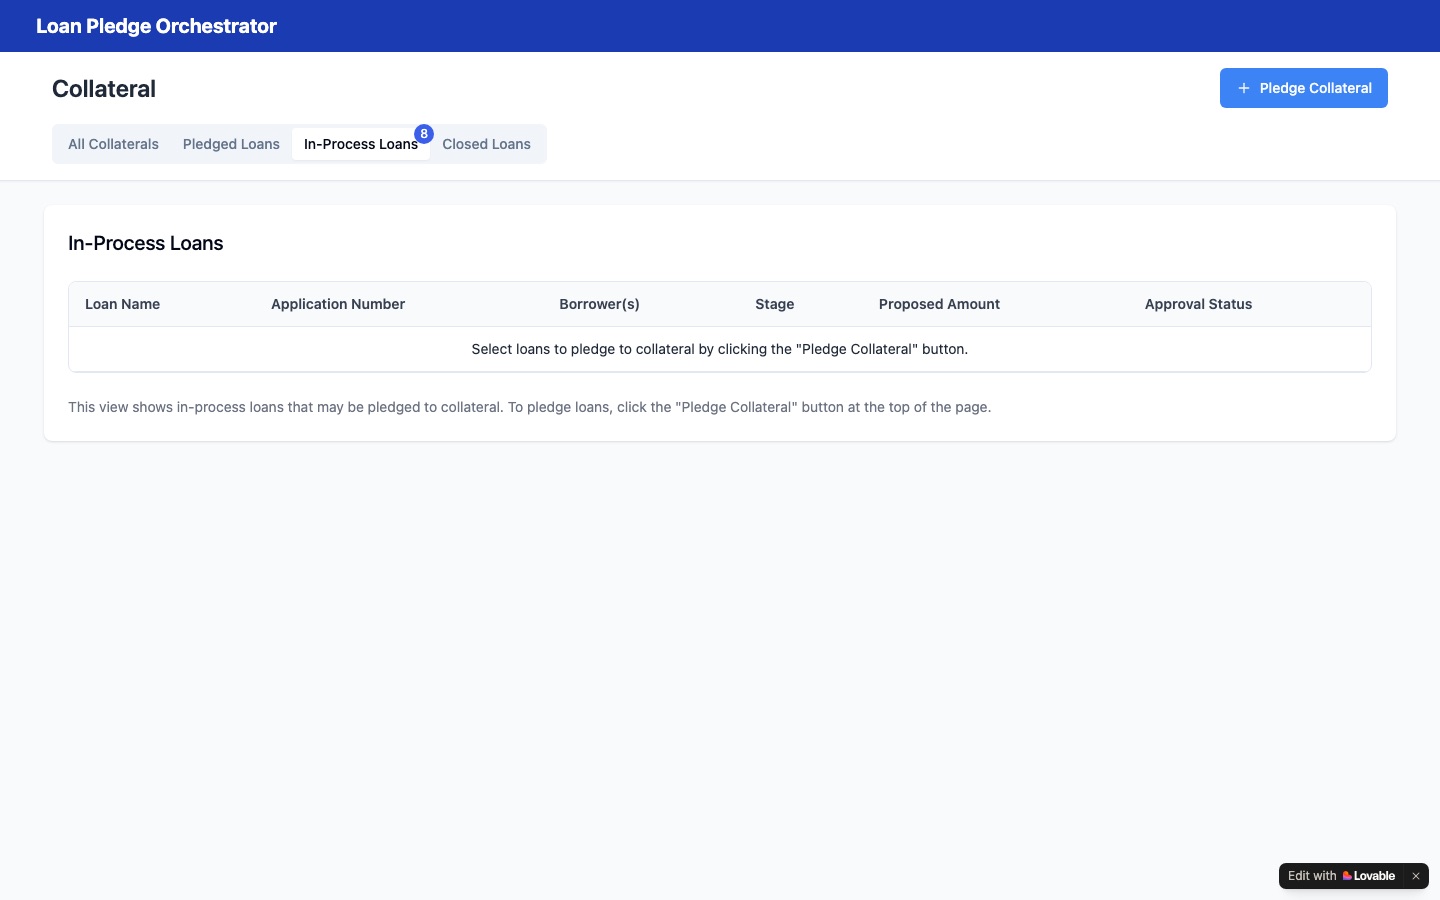 Loan Pledge Orchestrator
Collateral
+ Pledge Collateral
All Collaterals
Pledged Loans
In-Process Loans
8
Closed Loans
In-Process Loans
Loan Name Application Number Borrower(s) Stage Proposed Amount Approval Status
Select loans to pledge to collateral by clicking the "Pledge Collateral" button.
This view shows in-process loans that may be pledged to collateral. To pledge loans, click the "Pledge Collateral" button at the top of the page.
Edit with Lovable ×